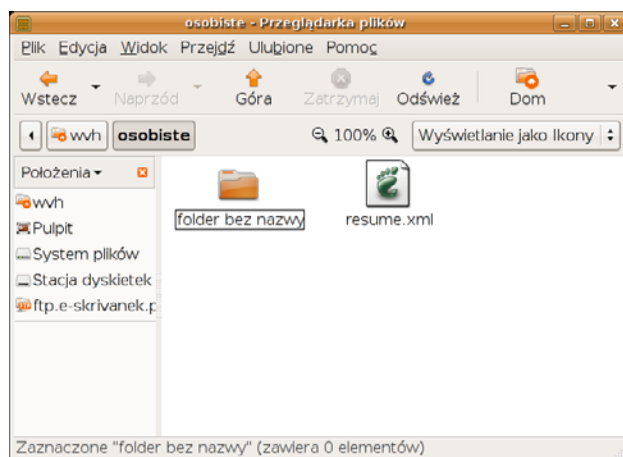 osobiste - Przeglądarka plików
Plik Edycja Widok Przejdź Ulubione Pomoc
Wstecz Naprzód Góra Zatrzymaj Odśwież Dom
wvh osobiste 100% Wyświetlanie jako Ikony
Położenia
wvh
Pulpit
System plików
Stacja dyskietek
ftp.e-skrivanek.p
folder bez nazwy resume.xml
Zaznaczone "folder bez nazwy" (zawiera 0 elementów)